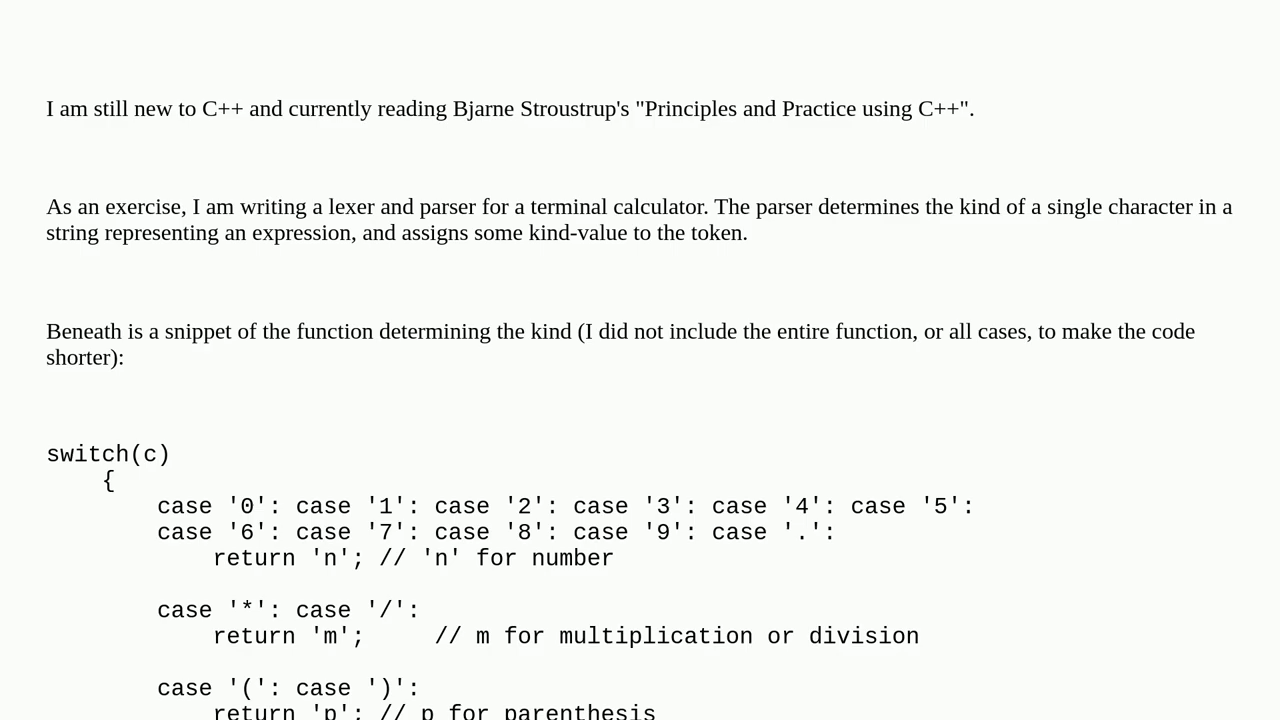 I am still new to C++ and currently reading Bjarne Stroustrup's "Principles and Practice using C++".
As an exercise, I am writing a lexer and parser for a terminal calculator. The parser determines the kind of a single character in a
string representing an expression, and assigns some kind-value to the token.
Beneath is a snippet of the function determining the kind (I did not include the entire function, or all cases, to make the code
shorter):
switch(c)
    {
        case '0': case '1': case '2': case '3': case '4': case '5':
        case '6': case '7': case '8': case '9': case '.':
            return 'n'; // 'n' for number
        case '*': case '/':
            return 'm';     // m for multiplication or division
        case '(': case ')':
            return 'p'; // p for parenthesis